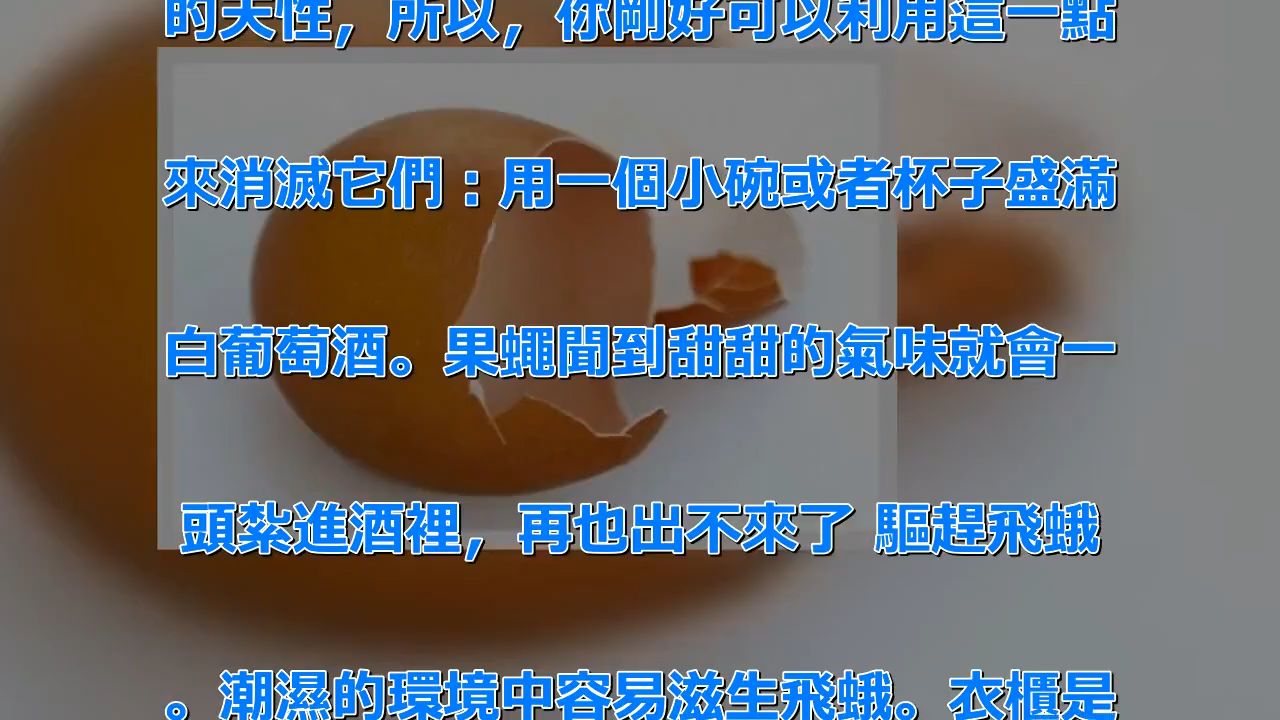 的天性，所以，你剛好可以利用這一點
來消滅它們：用一個小碗或者杯子盛滿
白葡萄酒。果蠅聞到甜甜的氣味就會一
頭紮進酒裡，再也出不來了 驅趕飛蛾
。潮濕的環境中容易滋生飛蛾。衣櫃是